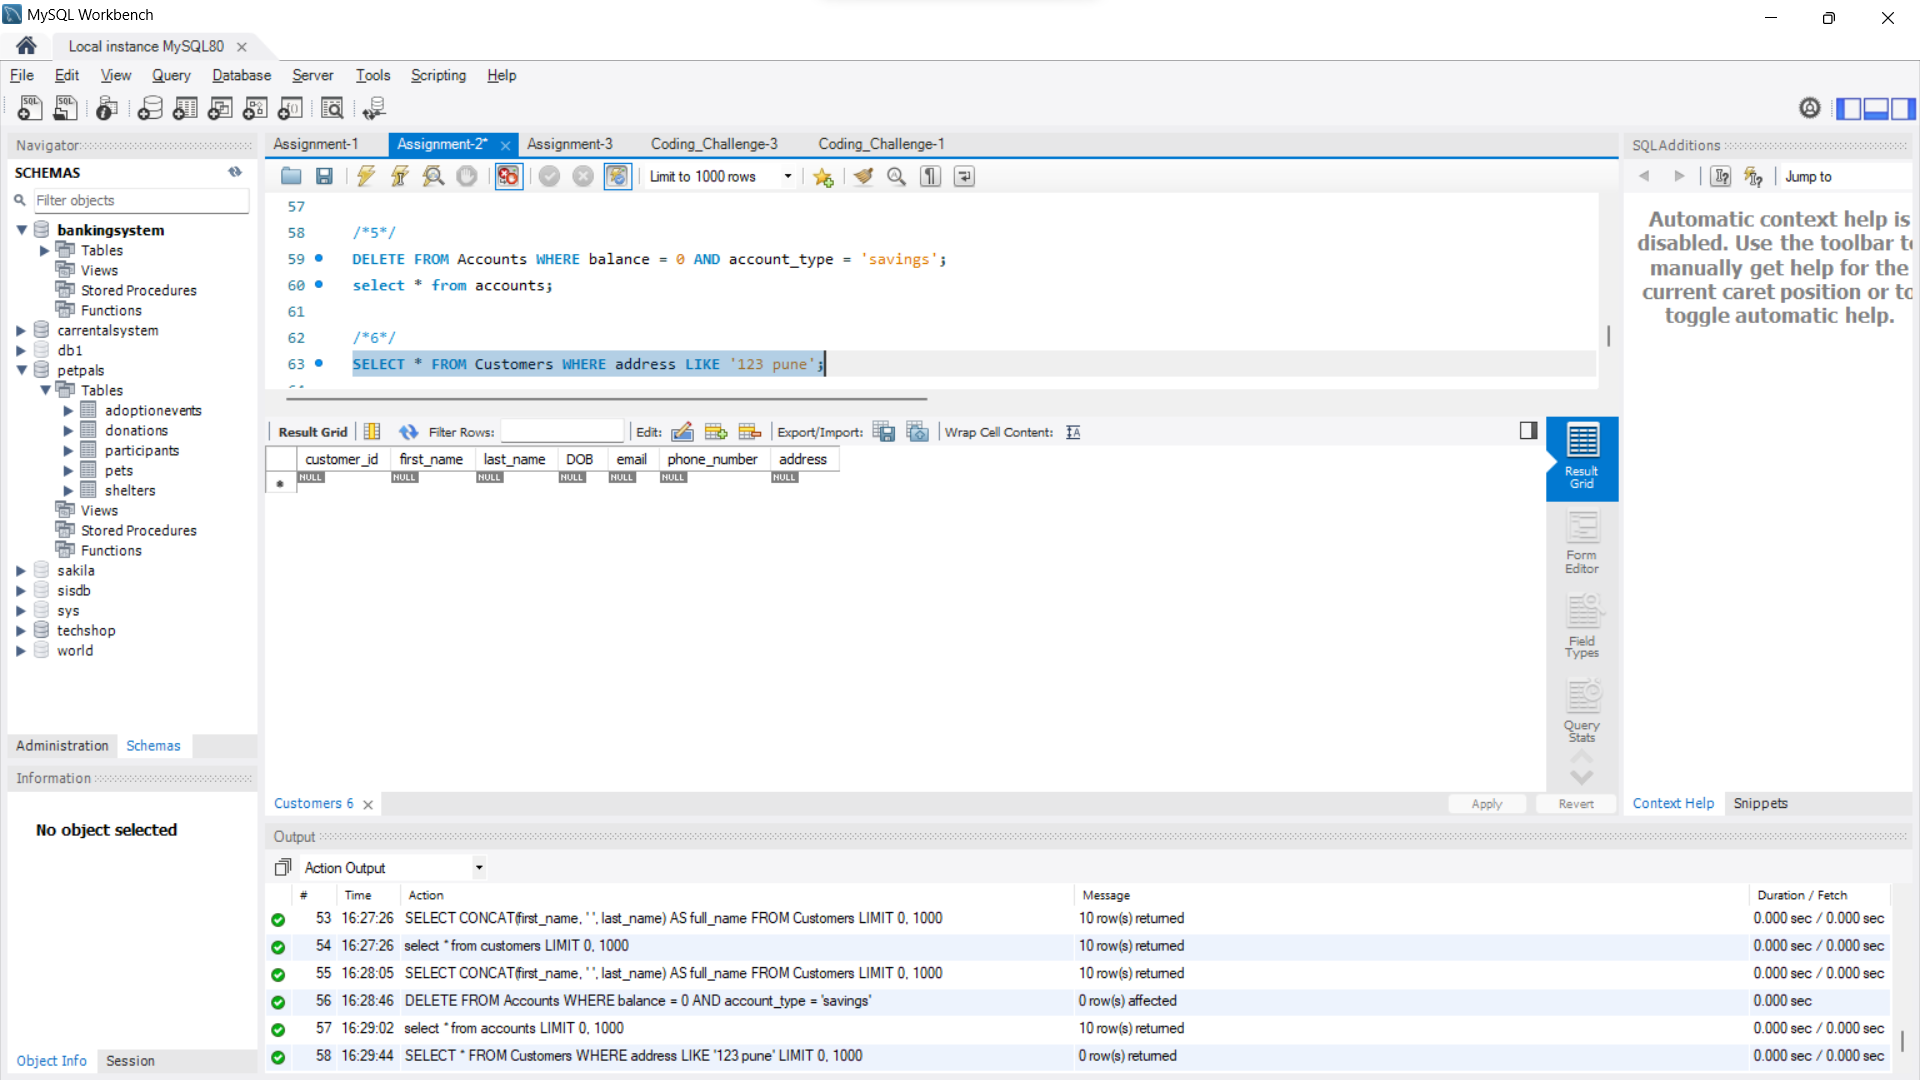 MySQL Workbench
Local instance MySQL80
File Edit View Query Database Server Tools Scripting Help
Navigator
SCHEMAS
Filter objects
bankingsystem
Tables
Views
Stored Procedures
Functions
carrentalsystem
db1
petpals
Tables
adoptionevents
donations
participants
pets
shelters
Views
Stored Procedures
Functions
sakila
sisdb
sys
techshop
world
Administration Schemas
Information
No object selected
Object Info Session
Assignment-1 Assignment-2* Assignment-3 Coding_Challenge-3 Coding_Challenge-1
Limit to 1000 rows
57
58 /*5*/
59 DELETE FROM Accounts WHERE balance = 0 AND account_type = 'savings';
60 select * from accounts;
61
62 /*6*/
63 SELECT * FROM Customers WHERE address LIKE '123 pune';
Result Grid Filter Rows: Edit: Export/Import: Wrap Cell Content:
customer_id first_name last_name DOB email phone_number address
NULL NULL NULL NULL NULL NULL NULL
Result
Grid
Form
Editor
Field
Types
Query
Stats
Customers 6
Apply Revert
SQLAdditions
Jump to
Automatic context help is
disabled. Use the toolbar to
manually get help for the
current caret position or to
toggle automatic help.
Context Help Snippets
Output
Action Output
# Time Action Message Duration / Fetch
53 16:27:26 SELECT CONCAT(first_name, ' ', last_name) AS full_name FROM Customers LIMIT 0, 1000 10 row(s) returned 0.000 sec / 0.000 sec
54 16:27:26 select * from customers LIMIT 0, 1000 10 row(s) returned 0.000 sec / 0.000 sec
55 16:28:05 SELECT CONCAT(first_name, ' ', last_name) AS full_name FROM Customers LIMIT 0, 1000 10 row(s) returned 0.000 sec / 0.000 sec
56 16:28:46 DELETE FROM Accounts WHERE balance = 0 AND account_type = 'savings' 0 row(s) affected 0.000 sec
57 16:29:02 select * from accounts LIMIT 0, 1000 10 row(s) returned 0.000 sec / 0.000 sec
58 16:29:44 SELECT * FROM Customers WHERE address LIKE '123 pune' LIMIT 0, 1000 0 row(s) returned 0.000 sec / 0.000 sec